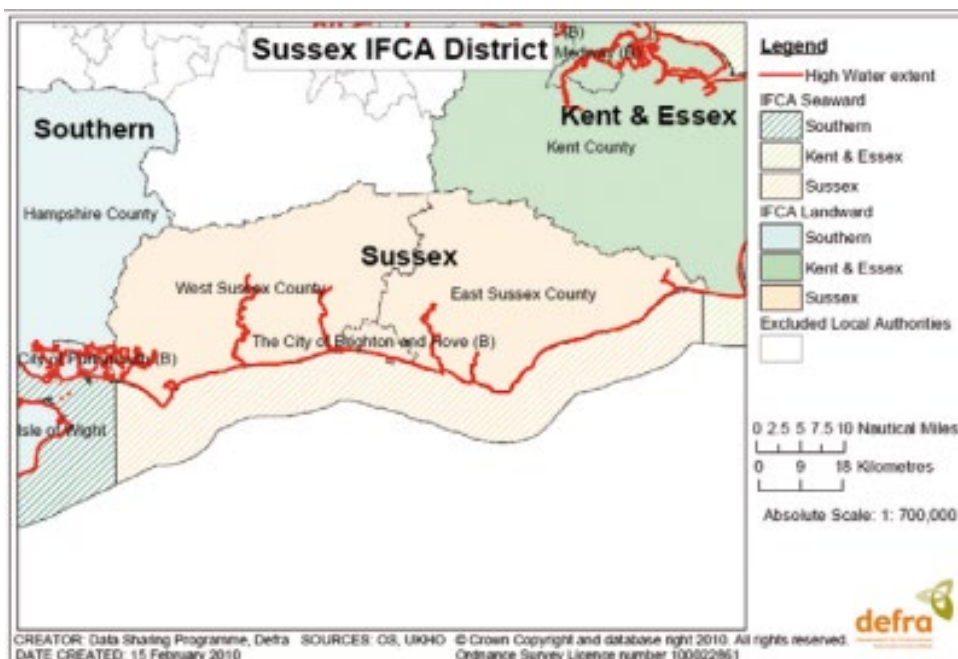 Sussex IFCA District
(B)
Medway (B)
Southern
Kent & Essex
Kent County
Hampshire County
Sussex
West Sussex County
East Sussex County
The City of Brighton and Hove (B)
City of Portsmouth (B)
Isle of Wight
Legend
High Water extent
IFCA Seaward
Southern
Kent & Essex
Sussex
IFCA Landward
Southern
Kent & Essex
Sussex
Excluded Local Authorities
0 2.5 5 7.5 10 Nautical Miles
0 9 18 Kilometres
Absolute Scale: 1: 700,000
defra
CREATOR: Data Sharing Programme, Defra SOURCES: OS, UKHO © Crown Copyright and database right 2010. All rights reserved.
DATE CREATED: 15 February 2010 Ordnance Survey Licence number 100022861